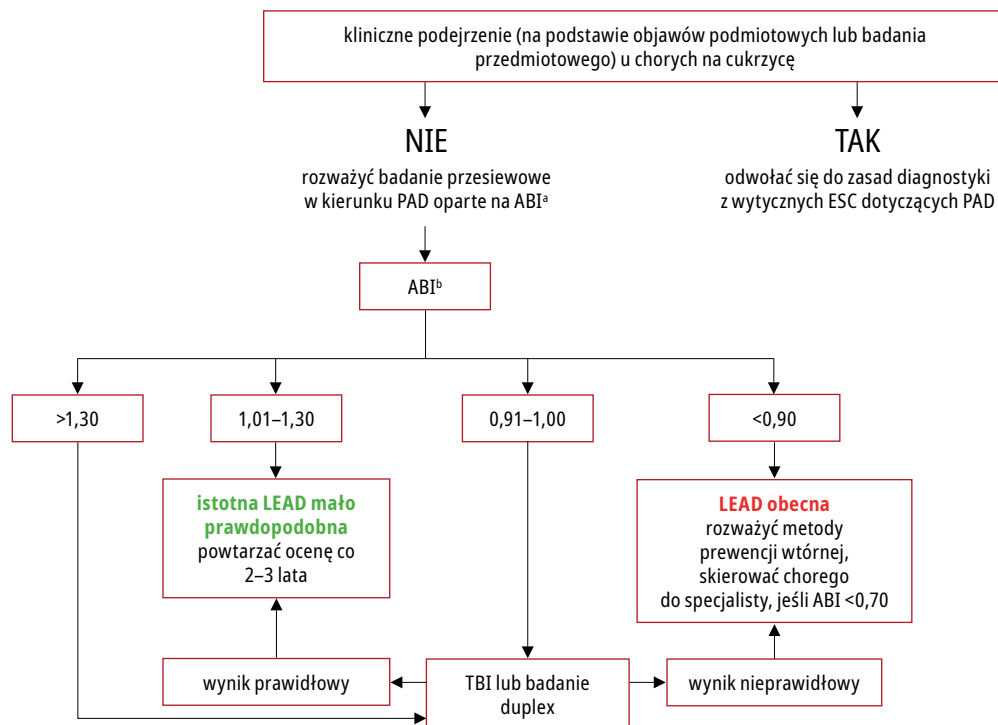 kliniczne podejrzenie (na podstawie objawów podmiotowych lub badania
przedmiotowego) u chorych na cukrzycę
NIE
rozważyć badanie przesiewowe
w kierunku PAD oparte na ABIᵃ
TAK
odwołać się do zasad diagnostyki
z wytycznych ESC dotyczących PAD
ABIᵇ
>1,30
1,01–1,30
0,91–1,00
<0,90
istotna LEAD mało
prawdopodobna
powtarzać ocenę co
2–3 lata
LEAD obecna
rozważyć metody
prewencji wtórnej,
skierować chorego
do specjalisty, jeśli ABI <0,70
wynik prawidłowy
TBI lub badanie
duplex
wynik nieprawidłowy